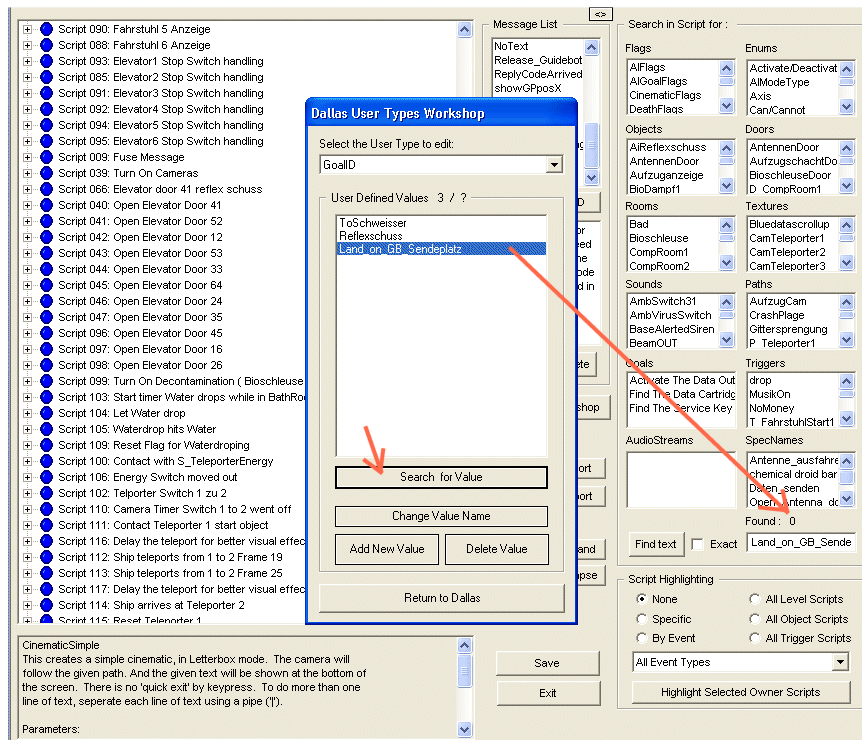 <>
Script 090: Fahrstuhl 5 Anzeige
Script 088: Fahrstuhl 6 Anzeige
Script 093: Elevator1 Stop Switch handling
Script 085: Elevator2 Stop Switch handling
Script 091: Elevator3 Stop Switch handling
Script 092: Elevator4 Stop Switch handling
Script 094: Elevator5 Stop Switch handling
Script 095: Elevator6 Stop Switch handling
Script 009: Fuse Message
Script 039: Turn On Cameras
Script 066: Elevator door 41 reflex schuss
Script 040: Open Elevator Door 41
Script 041: Open Elevator Door 52
Script 042: Open Elevator Door 12
Script 043: Open Elevator Door 53
Script 044: Open Elevator Door 33
Script 045: Open Elevator Door 64
Script 046: Open Elevator Door 24
Script 047: Open Elevator Door 35
Script 096: Open Elevator Door 45
Script 097: Open Elevator Door 16
Script 098: Open Elevator Door 26
Script 099: Turn On Decontamination ( Bioschleuse
Script 103: Start timer Water drops while in BathRo
Script 104: Let Water drop
Script 105: Waterdrop hits Water
Script 109: Reset Flag for Waterdroping
Script 100: Contact with S_TeleporterEnergy
Script 106: Energy Switch moved out
Script 102: Telporter Switch 1 zu 2
Script 110: Camera Timer Switch 1 to 2 went off
Script 111: Contact Teleporter 1 start object
Script 116: Delay the teleport for better visual effec
Script 112: Ship teleports from 1 to 2 Frame 19
Script 113: Ship teleports from 1 to 2 Frame 25
Script 117: Delay the teleport for better visual effec
Script 114: Ship arrives at Teleporter 2
Script 115: Reset Teleporter 1
CinematicSimple
This creates a simple cinematic, in Letterbox mode. The camera will
follow the given path. And the given text will be shown at the bottom of
the screen. There is no 'quick exit' by keypress. To do more than one
line of text, seperate each line of text using a pipe ('|').
Parameters:
Message List
NoText
Release_Guidebot
ReplyCodeArrived
showGPposX
D
or
eed
he
ode
d in
ete
shop
ort
ort
and
apse
Save
Exit
Dallas User Types Workshop
Select the User Type to edit:
GoalID
User Defined Values 3 / ?
ToSchweisser
Reflexschuss
Land_on_GB_Sendeplatz
Search for Value
Change Value Name
Add New Value
Delete Value
Return to Dallas
Search in Script for :
Flags
AIFlags
AIGoalFlags
CinematicFlags
DeathFlags
Enums
Activate/Deactivat
AIModeType
Axis
Can/Cannot
Objects
AiReflexschuss
AntennenDoor
Aufzuganzeige
BioDampf1
Doors
AntennenDoor
AufzugschachtDo
BioschleuseDoor
D_CompRoom1
Rooms
Bad
Bioschleuse
CompRoom1
CompRoom2
Textures
Bluedatascrollup
CamTeleporter1
CamTeleporter2
CamTeleporter3
Sounds
AmbSwitch31
AmbVirusSwitch
BaseAlertedSiren
BeamOUT
Paths
AufzugCam
CrashPlage
Gittersprengung
P_Teleporter1
Goals
Activate The Data Out
Find The Data Cartridg
Find The Service Key
Triggers
drop
MusikOn
NoMoney
T_FahrstuhlStart1
AudioStreams
SpecNames
Antenne_ausfahre
chemical droid bar
Daten_senden
Open_Antenna_do
Found : 0
Find text
Exact
Land_on_GB_Sende
Script Highlighting
None
Specific
By Event
All Level Scripts
All Object Scripts
All Trigger Scripts
All Event Types
Highlight Selected Owner Scripts